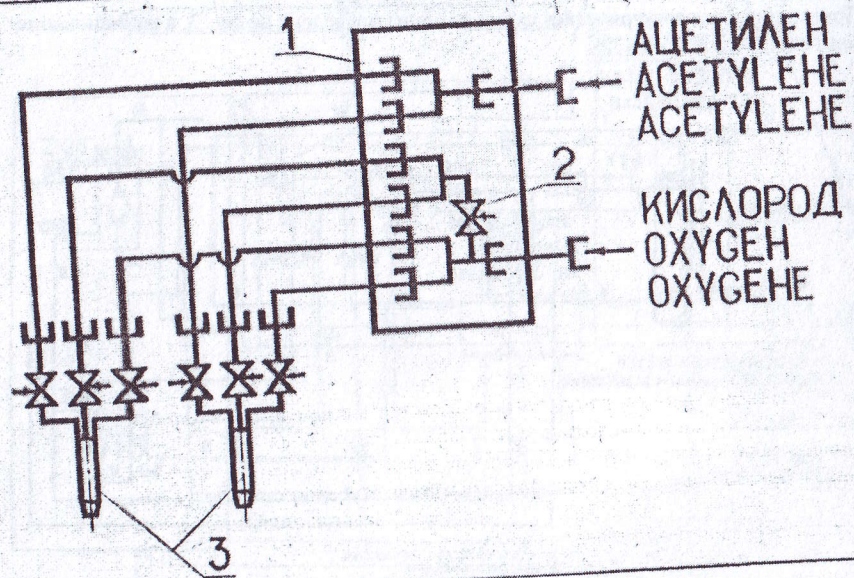 1
АЦЕТИЛЕН
ACETYLEHE
ACETYLEHE
2
КИСЛОРОД
OXYGEH
OXYGEHE
3